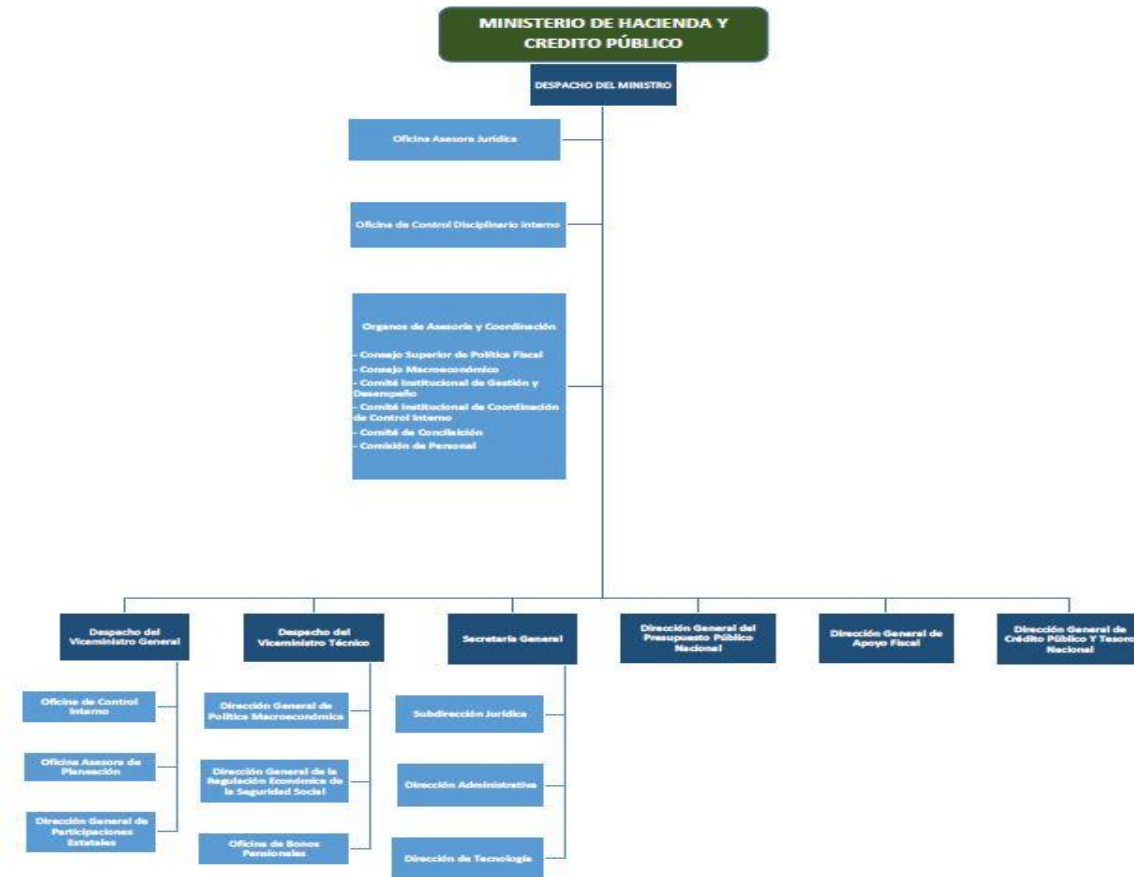 MINISTERIO DE HACIENDA Y
CREDITO PÚBLICO
DESPACHO DEL MINISTRO
Oficina Asesora Jurídica
Oficina de Control Disciplinario Interno
Organos de Asesoría y Coordinación
- Consejo Superior de Política Fiscal
- Consejo Macroeconómico
- Comité Institucional de Gestión y
Desempeño
- Comité Institucional de Coordinación
de Control Interno
- Comité de Conciliación
- Comisión de Personal
Despacho del
Viceministro General
Despacho del
Viceministro Técnico
Secretaría General
Dirección General del
Presupuesto Público
Nacional
Dirección General de
Apoyo Fiscal
Dirección General de
Crédito Público Y Tesoro
Nacional
Oficina de Control
Interno
Oficina Asesora de
Planeación
Dirección General de
Participaciones
Estatales
Dirección General de
Política Macroeconómica
Dirección General de la
Regulación Económica de
la Seguridad Social
Oficina de Bonos
Pensionales
Subdirección Jurídica
Dirección Administrativa
Dirección de Tecnología